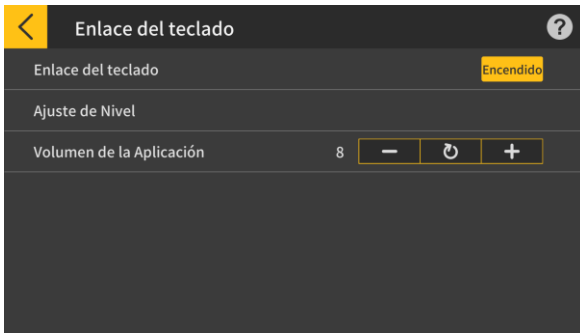 Enlace del teclado ?
Enlace del teclado Encendido
Ajuste de Nivel
Volumen de la Aplicación 8